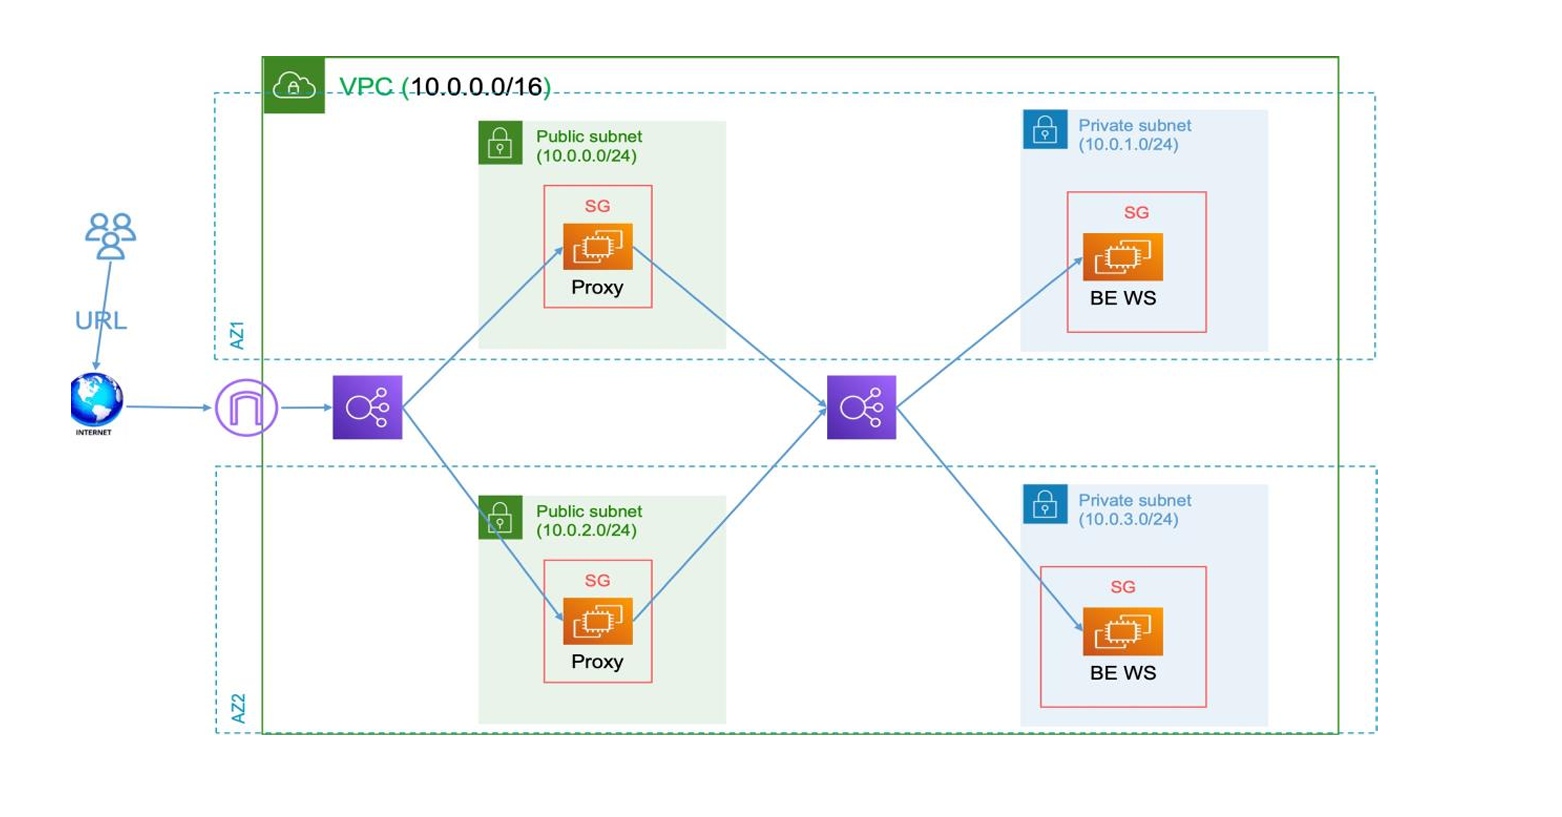 VPC (10.0.0.0/16)
Public subnet
(10.0.0.0/24)
SG
Proxy
Private subnet
(10.0.1.0/24)
SG
BE WS
AZ1
URL
INTERNET
Public subnet
(10.0.2.0/24)
SG
Proxy
Private subnet
(10.0.3.0/24)
SG
BE WS
AZ2